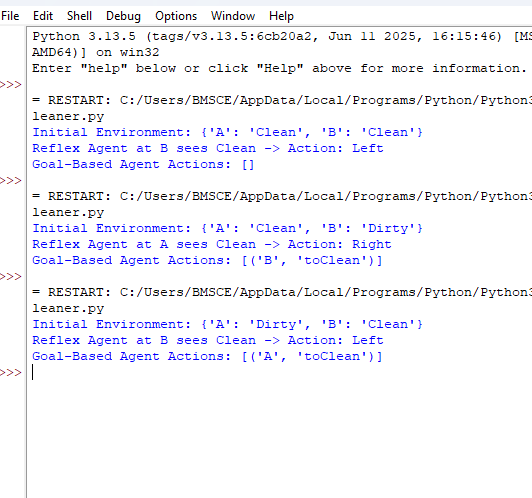 File Edit Shell Debug Options Window Help
Python 3.13.5 (tags/v3.13.5:6cb20a2, Jun 11 2025, 16:15:46) [MS
AMD64)] on win32
Enter "help" below or click "Help" above for more information.
>>>
= RESTART: C:/Users/BMSCE/AppData/Local/Programs/Python/Python3
leaner.py
Initial Environment: {'A': 'Clean', 'B': 'Clean'}
Reflex Agent at B sees Clean -> Action: Left
Goal-Based Agent Actions: []
>>>
= RESTART: C:/Users/BMSCE/AppData/Local/Programs/Python/Python3
leaner.py
Initial Environment: {'A': 'Clean', 'B': 'Dirty'}
Reflex Agent at A sees Clean -> Action: Right
Goal-Based Agent Actions: [('B', 'toClean')]
>>>
= RESTART: C:/Users/BMSCE/AppData/Local/Programs/Python/Python3
leaner.py
Initial Environment: {'A': 'Dirty', 'B': 'Clean'}
Reflex Agent at B sees Clean -> Action: Left
Goal-Based Agent Actions: [('A', 'toClean')]
>>>